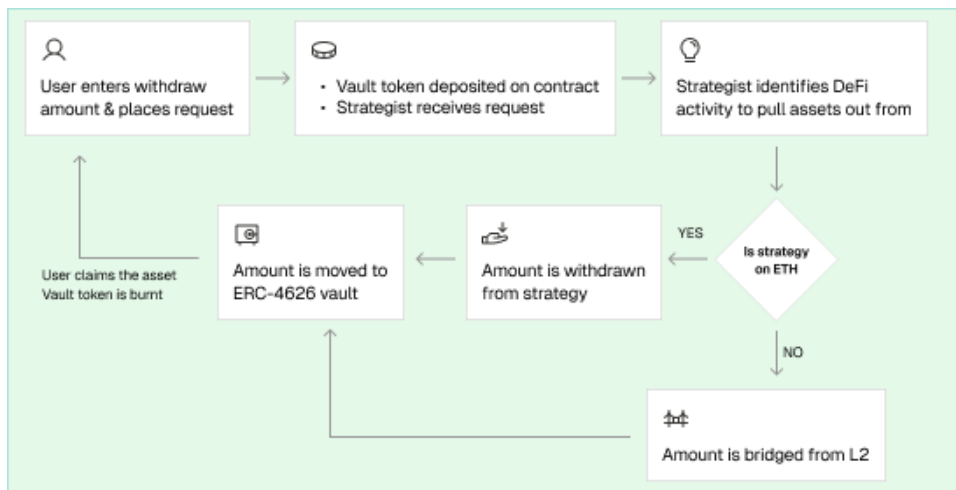 User enters withdraw
amount & places request
• Vault token deposited on contract
• Strategist receives request
Strategist identifies DeFi
activity to pull assets out from
Is strategy
on ETH
YES
Amount is withdrawn
from strategy
Amount is moved to
ERC-4626 vault
User claims the asset
Vault token is burnt
NO
Amount is bridged from L2